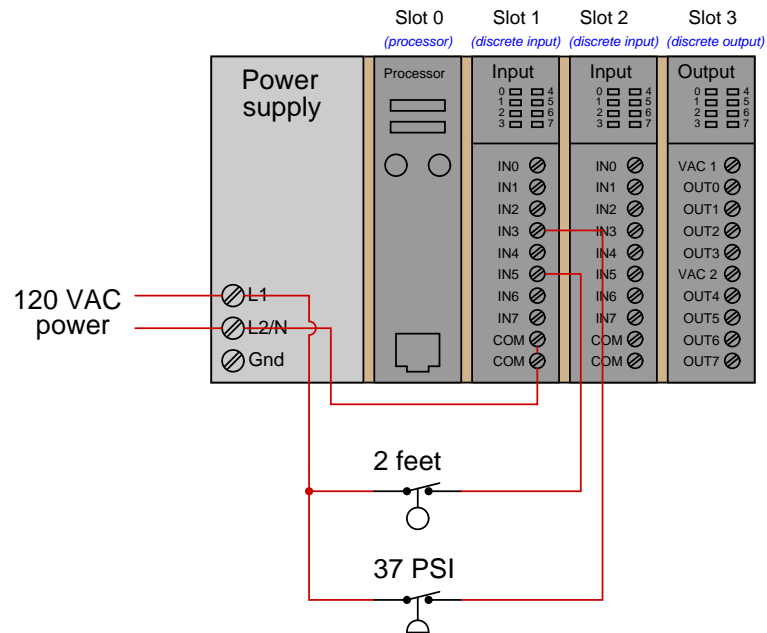 Slot 0
(processor)
Slot 1
(discrete input)
Slot 2
(discrete input)
Slot 3
(discrete output)
Power
supply
L1
L2/N
Gnd
120 VAC
power
Processor
Input
0 4
1 5
2 6
3 7
IN0
IN1
IN2
IN3
IN4
IN5
IN6
IN7
COM
COM
Input
0 4
1 5
2 6
3 7
IN0
IN1
IN2
IN3
IN4
IN5
IN6
IN7
COM
COM
Output
0 4
1 5
2 6
3 7
VAC 1
OUT0
OUT1
OUT2
OUT3
VAC 2
OUT4
OUT5
OUT6
OUT7
2 feet
37 PSI